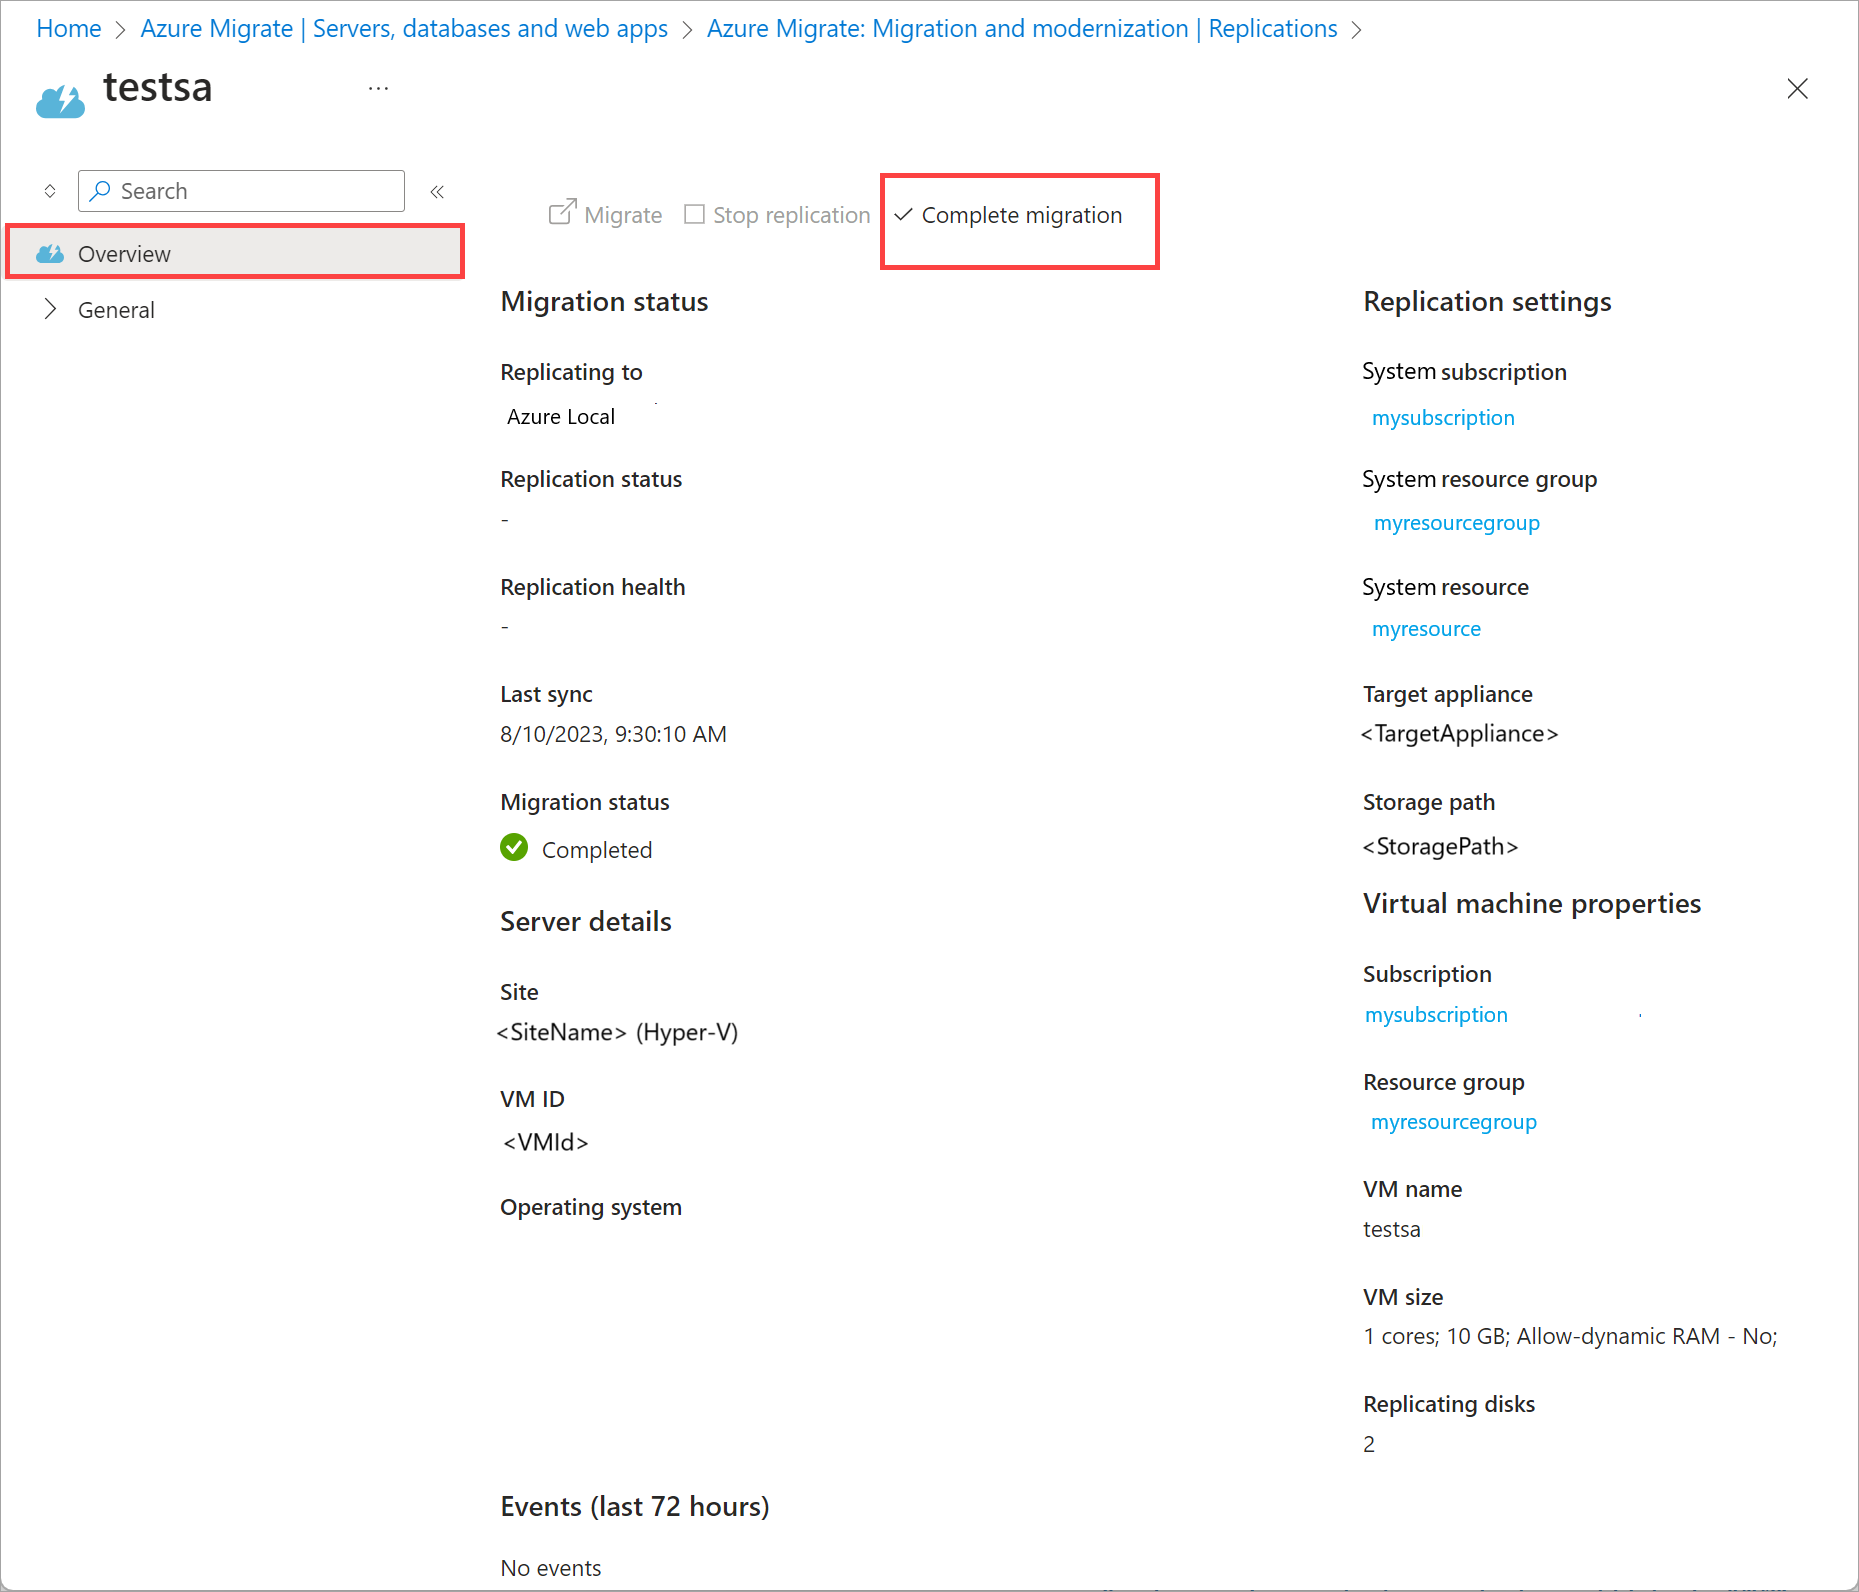 Home > Azure Migrate | Servers, databases and web apps > Azure Migrate: Migration and modernization | Replications >
testsa ...
Search
Overview
General
Migrate Stop replication Complete migration
Migration status
Replicating to
Azure Local
Replication status
-
Replication health
-
Last sync
8/10/2023, 9:30:10 AM
Migration status
Completed
Server details
Site
<SiteName> (Hyper-V)
VM ID
<VMId>
Operating system
Replication settings
System subscription
mysubscription
System resource group
myresourcegroup
System resource
myresource
Target appliance
<TargetAppliance>
Storage path
<StoragePath>
Virtual machine properties
Subscription
mysubscription
Resource group
myresourcegroup
VM name
testsa
VM size
1 cores; 10 GB; Allow-dynamic RAM - No;
Replicating disks
2
Events (last 72 hours)
No events